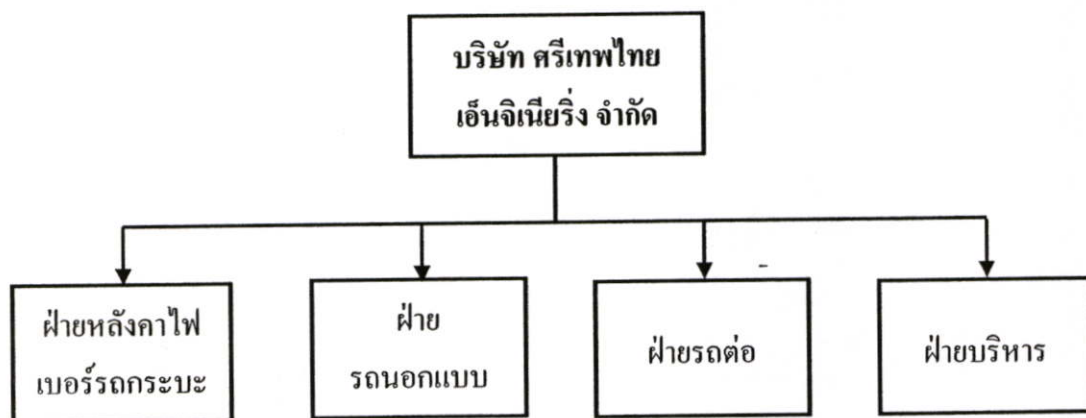 บริษัท ศรีเทพไทย
เอ็นจิเนียริ่ง จำกัด
ฝ่ายหลังคาไฟ
เบอร์รถกระบะ
ฝ่าย
รถนอกแบบ
ฝ่ายรถต่อ
ฝ่ายบริหาร